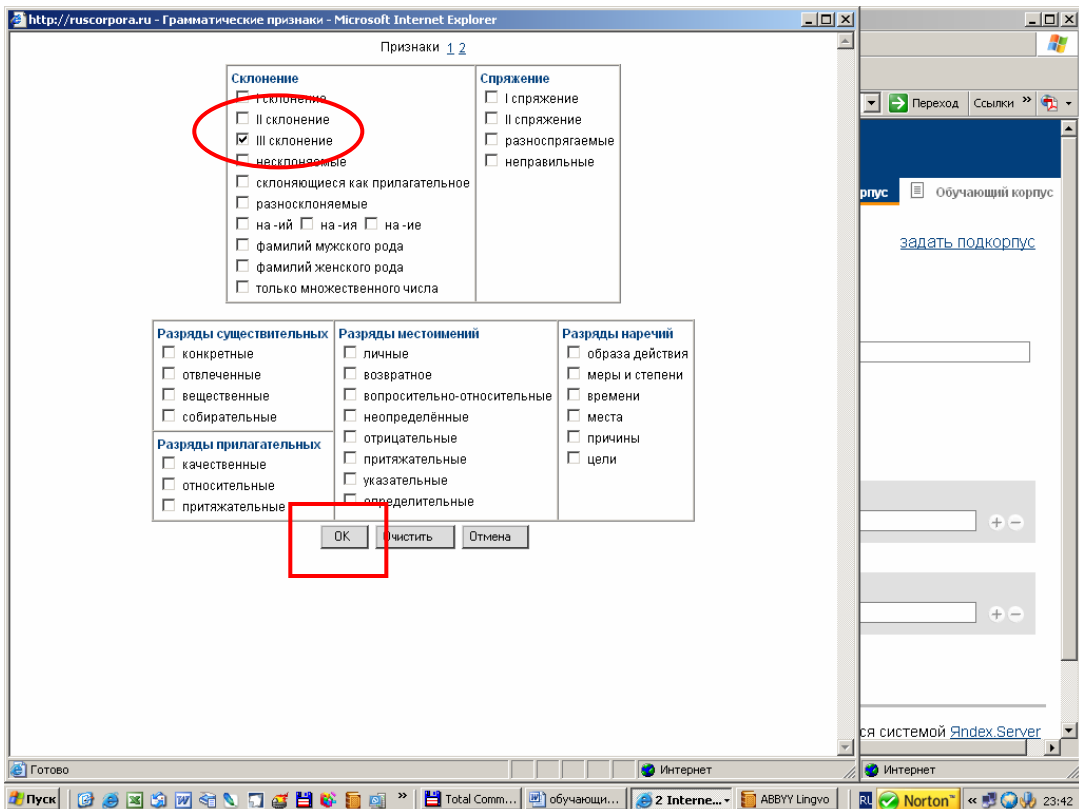 http://ruscorpora.ru - Грамматические признаки - Microsoft Internet Explorer
Признаки 1 2
Склонение
I склонение
II склонение
III склонение
несклоняемые
склоняющиеся как прилагательное
разносклоняемые
на -ий на -ия на -ие
фамилий мужского рода
фамилий женского рода
только множественного числа
Спряжение
I спряжение
II спряжение
разноспрягаемые
неправильные
Разряды существительных
конкретные
отвлеченные
вещественные
собирательные
Разряды прилагательных
качественные
относительные
притяжательные
Разряды местоимений
личные
возвратное
вопросительно-относительные
неопределённые
отрицательные
притяжательные
указательные
определительные
Разряды наречий
образа действия
меры и степени
времени
места
причины
цели
OK Очистить Отмена
Переход Ссылки »
рпус Обучающий корпус
задать подкорпус
ся системой Яndex.Server
Готово Интернет
Интернет
Пуск » Total Comm... обучающи... 2 Interne... ABBYY Lingvo RL Norton™ « 23:42